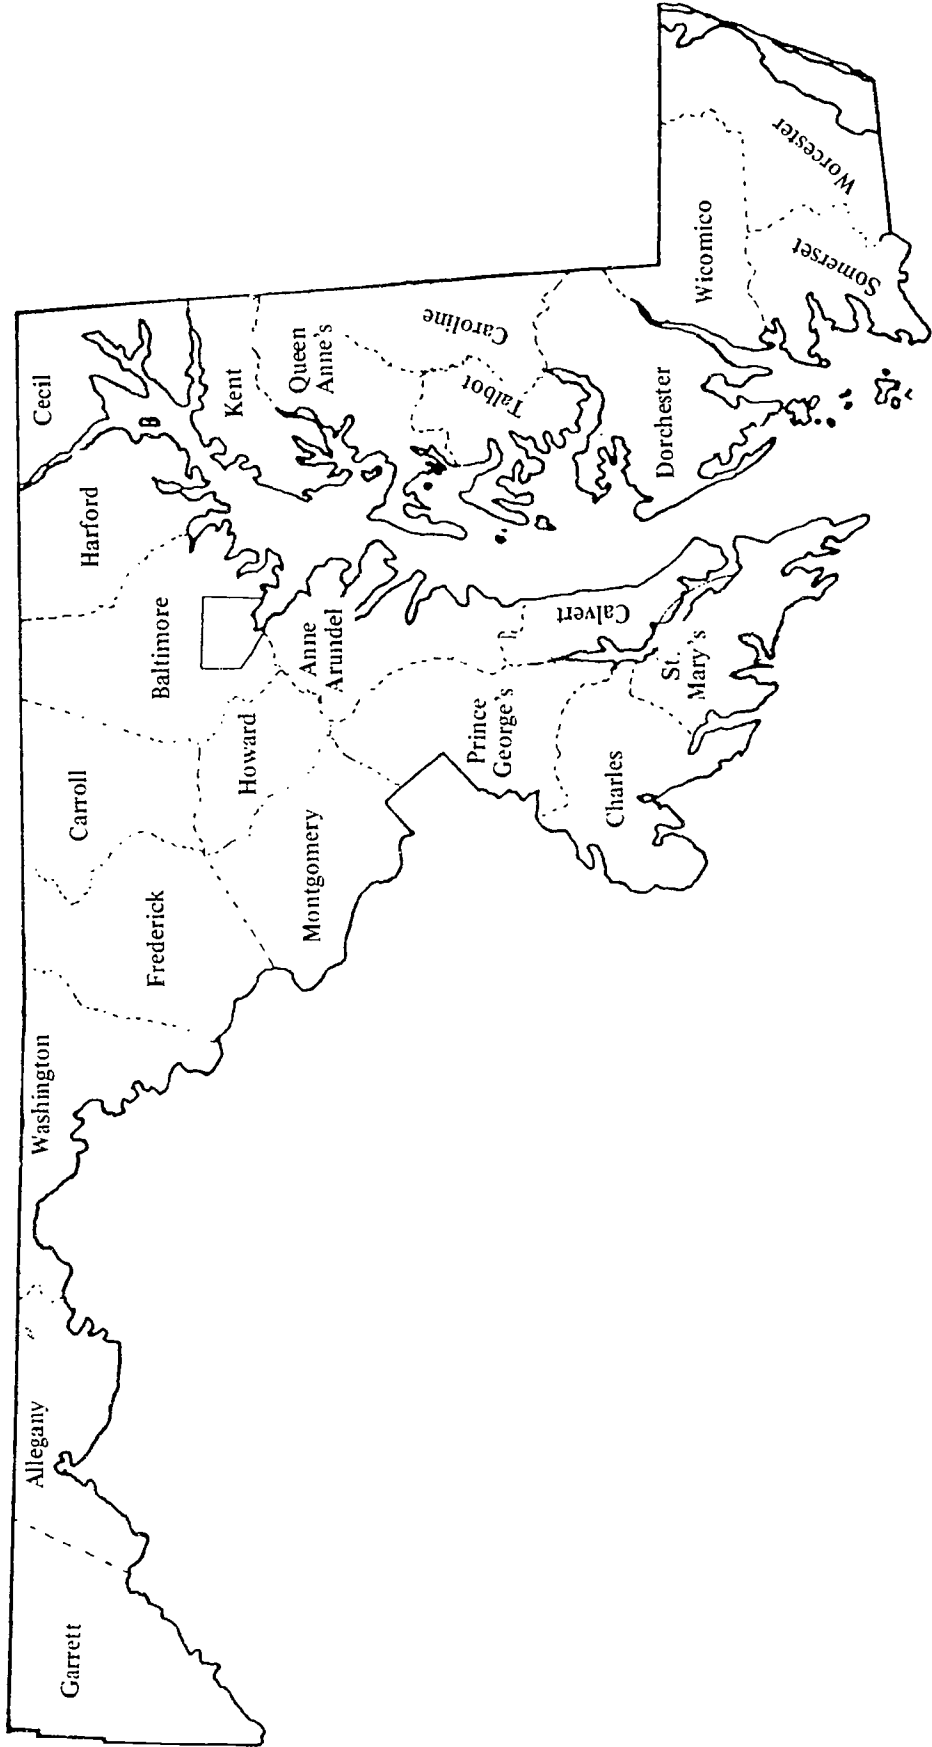 Garrett
Allegany
Washington
Frederick
Carroll
Baltimore
Harford
Cecil
Howard
Montgomery
Anne
Arundel
Kent
Queen
Anne's
Prince
George's
Charles
Calvert
St.
Mary's
Talbot
Caroline
Dorchester
Wicomico
Somerset
Worcester